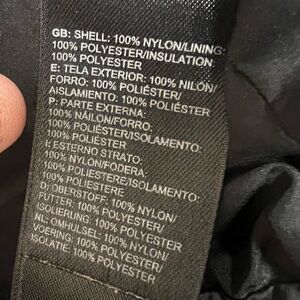 GB: SHELL: 100% NYLON/LINING:
100% POLYESTER/INSULATION:
100% POLYESTER
E: TELA EXTERIOR: 100% NILÓN/
FORRO: 100% POLIÉSTER/
AISLAMIENTO: 100% POLIÉSTER
P: PARTE EXTERNA:
100% NÁILON/FORRO:
100% POLIÉSTER/ISOLAMENTO:
100% POLIÉSTER
I: ESTERNO STRATO:
100% NYLON/FODERA:
100% POLIESTERE/ISOLAMENTO:
100% POLIESTERE
D: OBERSTOFF: 100% NYLON/
FUTTER: 100% POLYESTER/
ISOLIERUNG: 100% POLYESTER
NL: OMHULSEL: 100% NYLON/
VOERING: 100% POLYESTER/
ISOLATIE: 100% POLYESTER